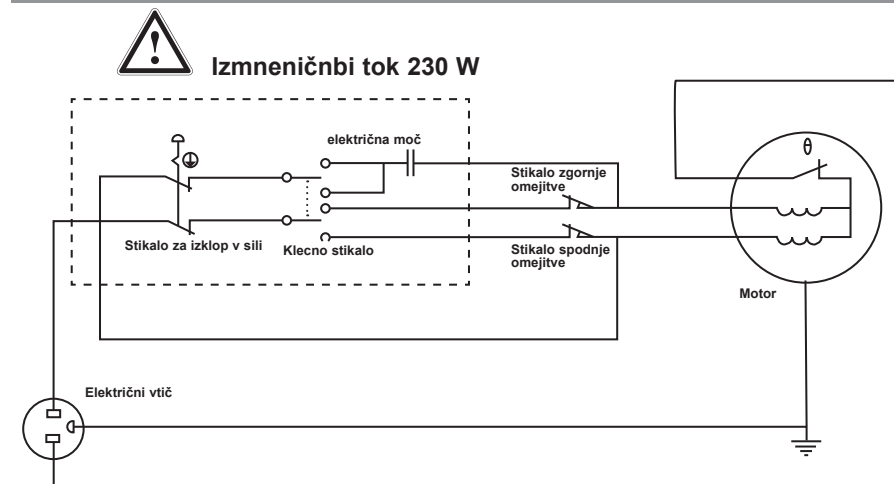 Izmneničnbi tok 230 W
električna moč
Stikalo zgornje
omejitve
θ
Stikalo za izklop v sili
Klecno stikalo
Stikalo spodnje
omejitve
Motor
Električni vtič